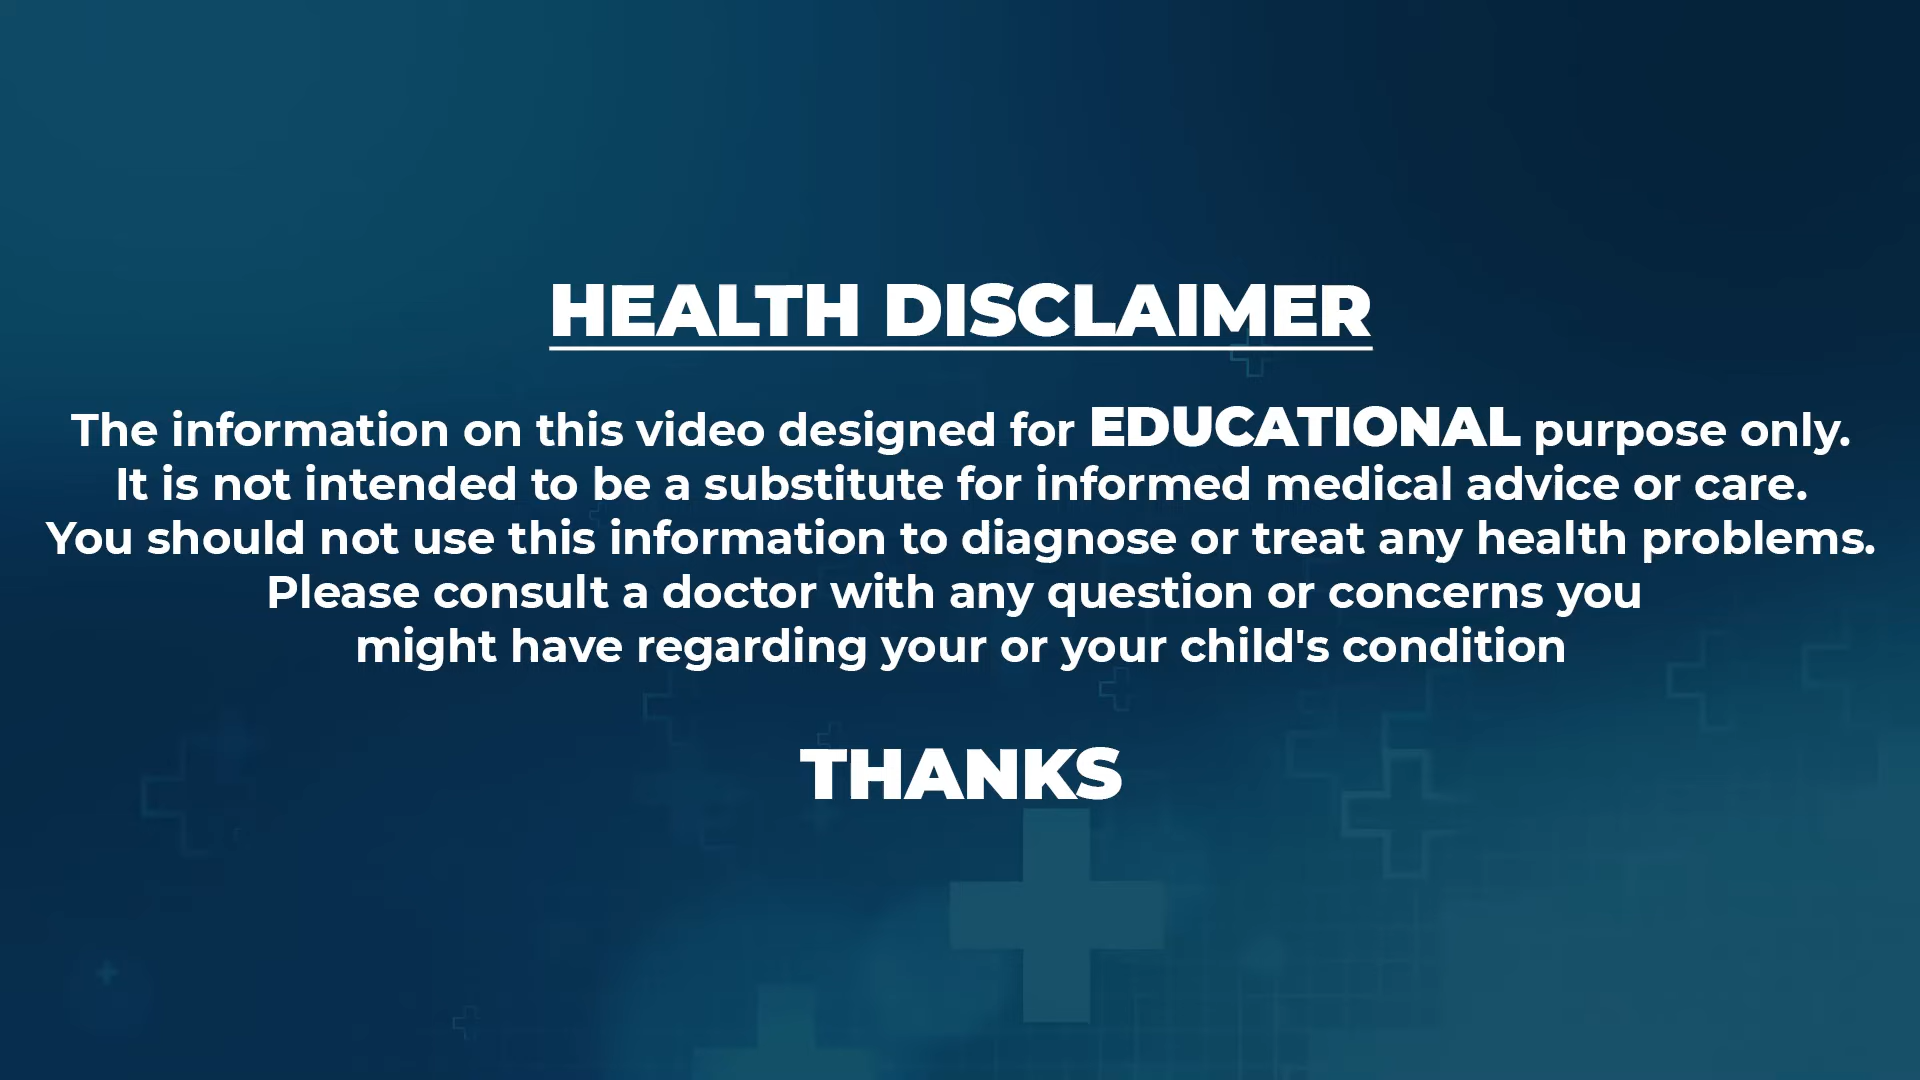 HEALTH DISCLAIMER
The information on this video designed for EDUCATIONAL purpose only.
It is not intended to be a substitute for informed medical advice or care.
You should not use this information to diagnose or treat any health problems.
Please consult a doctor with any question or concerns you
might have regarding your or your child's condition
THANKS